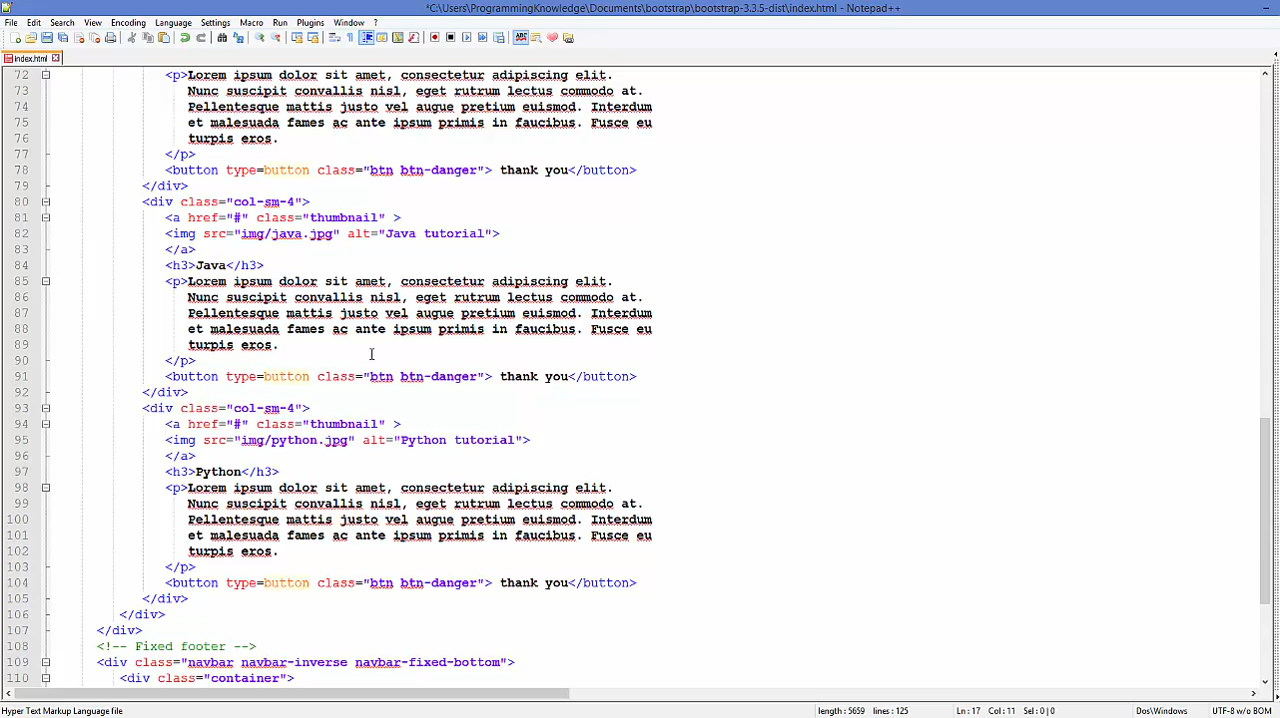 *C:\Users\ProgrammingKnowledge\Documents\bootstrap\bootstrap-3.3.5-dist\index.html - Notepad++
File Edit Search View Encoding Language Settings Macro Run Plugins Window ?
index.html
72 <p>Lorem ipsum dolor sit amet, consectetur adipiscing elit.
73 Nunc suscipit convallis nisl, eget rutrum lectus commodo at.
74 Pellentesque mattis justo vel augue pretium euismod. Interdum
75 et malesuada fames ac ante ipsum primis in faucibus. Fusce eu
76 turpis eros.
77 </p>
78 <button type=button class="btn btn-danger"> thank you</button>
79 </div>
80 <div class="col-sm-4">
81 <a href="#" class="thumbnail" >
82 <img src="img/java.jpg" alt="Java tutorial">
83 </a>
84 <h3>Java</h3>
85 <p>Lorem ipsum dolor sit amet, consectetur adipiscing elit.
86 Nunc suscipit convallis nisl, eget rutrum lectus commodo at.
87 Pellentesque mattis justo vel augue pretium euismod. Interdum
88 et malesuada fames ac ante ipsum primis in faucibus. Fusce eu
89 turpis eros.
90 </p>
91 <button type=button class="btn btn-danger"> thank you</button>
92 </div>
93 <div class="col-sm-4">
94 <a href="#" class="thumbnail" >
95 <img src="img/python.jpg" alt="Python tutorial">
96 </a>
97 <h3>Python</h3>
98 <p>Lorem ipsum dolor sit amet, consectetur adipiscing elit.
99 Nunc suscipit convallis nisl, eget rutrum lectus commodo at.
100 Pellentesque mattis justo vel augue pretium euismod. Interdum
101 et malesuada fames ac ante ipsum primis in faucibus. Fusce eu
102 turpis eros.
103 </p>
104 <button type=button class="btn btn-danger"> thank you</button>
105 </div>
106 </div>
107 </div>
108 <!-- Fixed footer -->
109 <div class="navbar navbar-inverse navbar-fixed-bottom">
110 <div class="container">
Hyper Text Markup Language file length : 5659 lines : 125 Ln : 17 Col : 11 Sel : 0 | 0 Dos\Windows UTF-8 w/o BOM